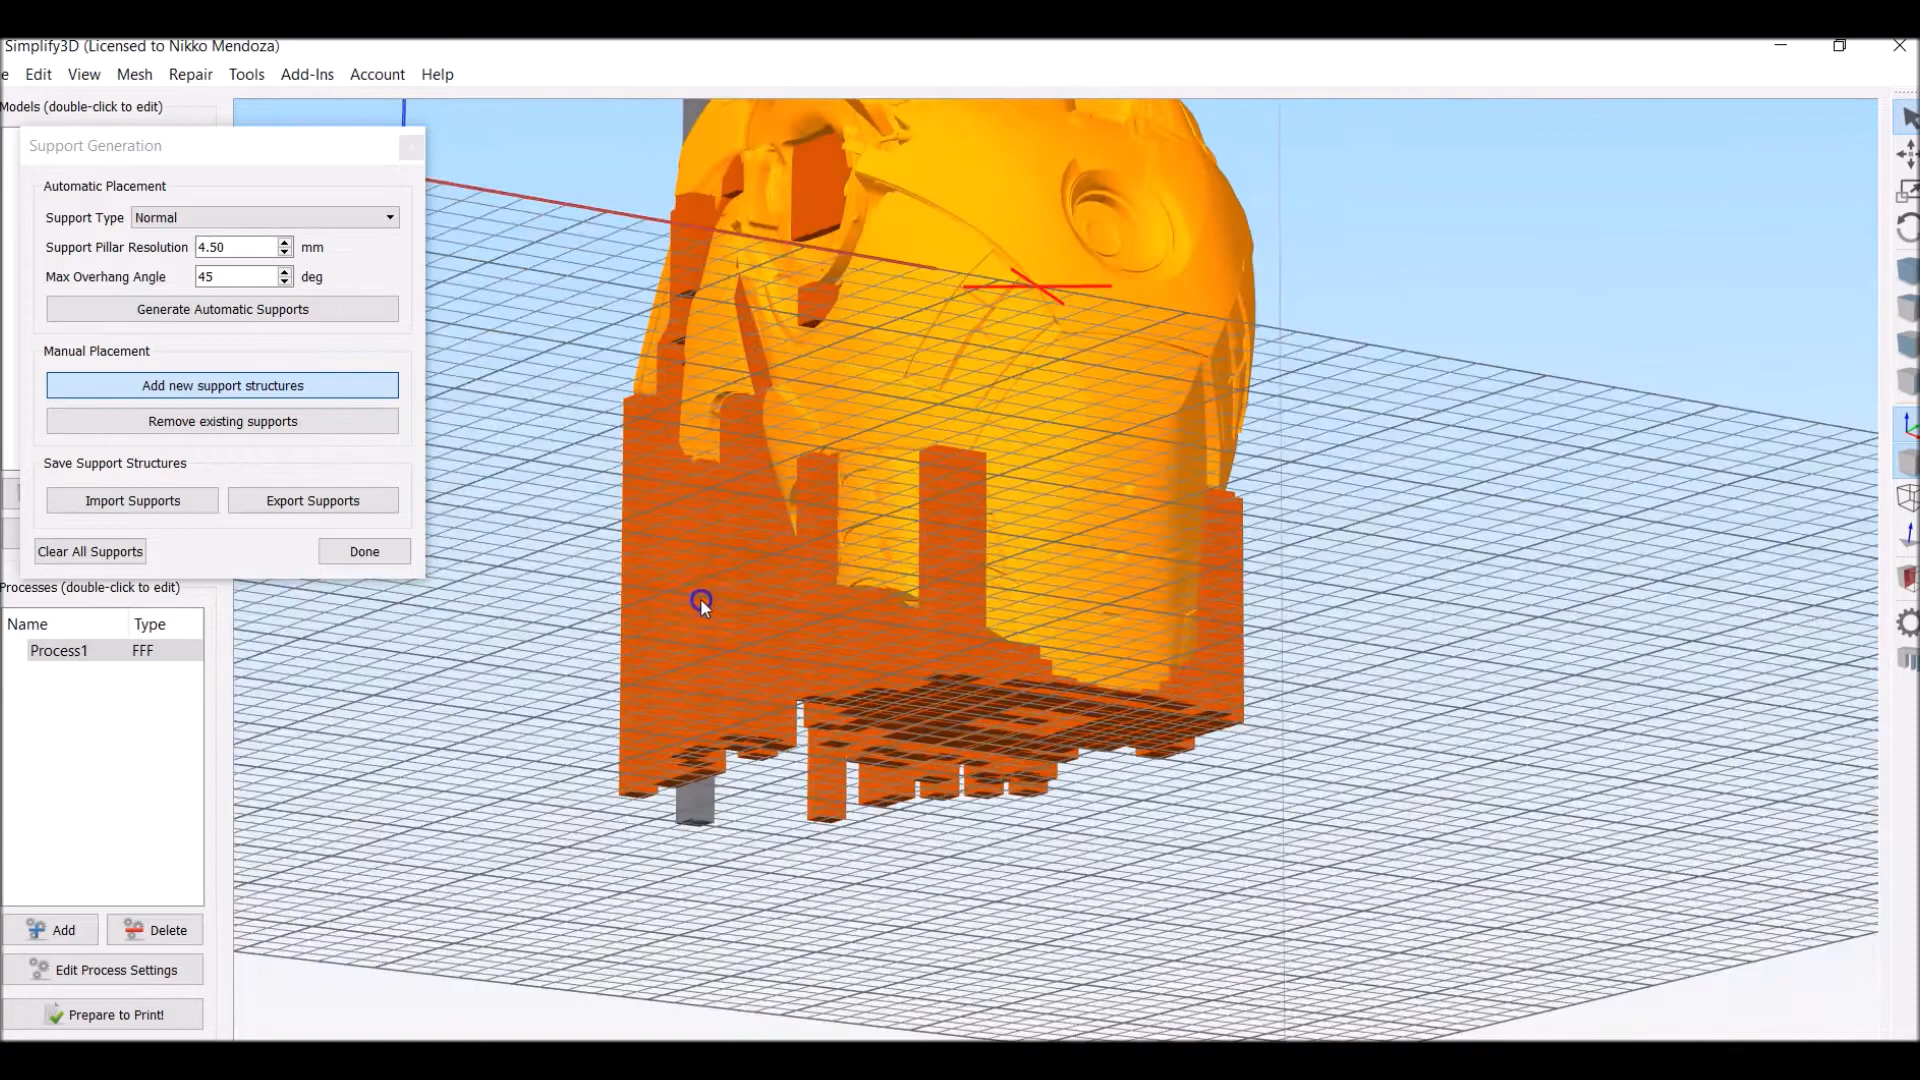 Simplify3D (Licensed to Nikko Mendoza)
e Edit View Mesh Repair Tools Add-Ins Account Help
Models (double-click to edit)
Support Generation
Automatic Placement
Support Type Normal
Support Pillar Resolution 4.50 mm
Max Overhang Angle 45 deg
Generate Automatic Supports
Manual Placement
Add new support structures
Remove existing supports
Save Support Structures
Import Supports Export Supports
Clear All Supports Done
Processes (double-click to edit)
Name Type
Process1 FFF
Add Delete
Edit Process Settings
Prepare to Print!